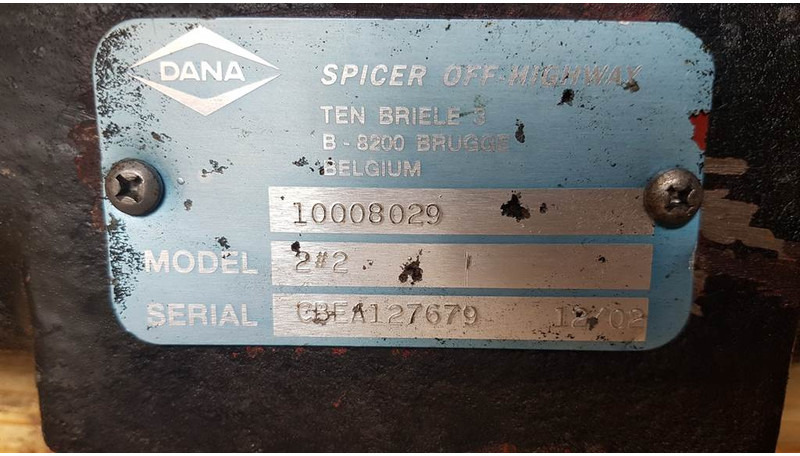 DANA
SPICER OFF-HIGHWAY
TEN BRIELE 3
B - 8200 BRUGGE
BELGIUM
10008029
MODEL 2#2
SERIAL CBEA127679 12/02